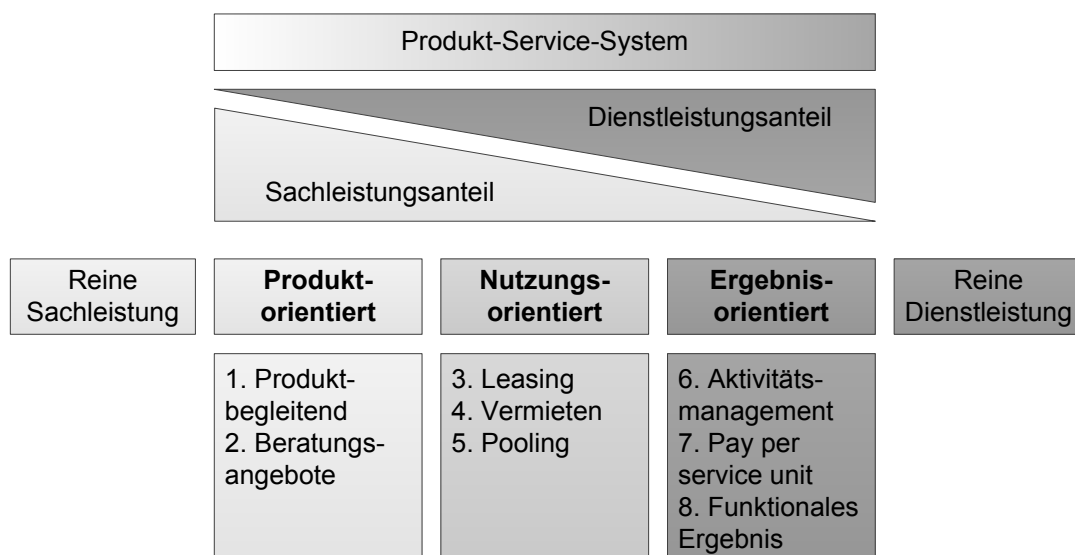 Produkt-Service-System
Dienstleistungsanteil
Sachleistungsanteil
Reine
Sachleistung
Produkt-
orientiert
Nutzungs-
orientiert
Ergebnis-
orientiert
Reine
Dienstleistung
1. Produkt-
begleitend
2. Beratungs-
angebote
3. Leasing
4. Vermieten
5. Pooling
6. Aktivitäts-
management
7. Pay per
service unit
8. Funktionales
Ergebnis